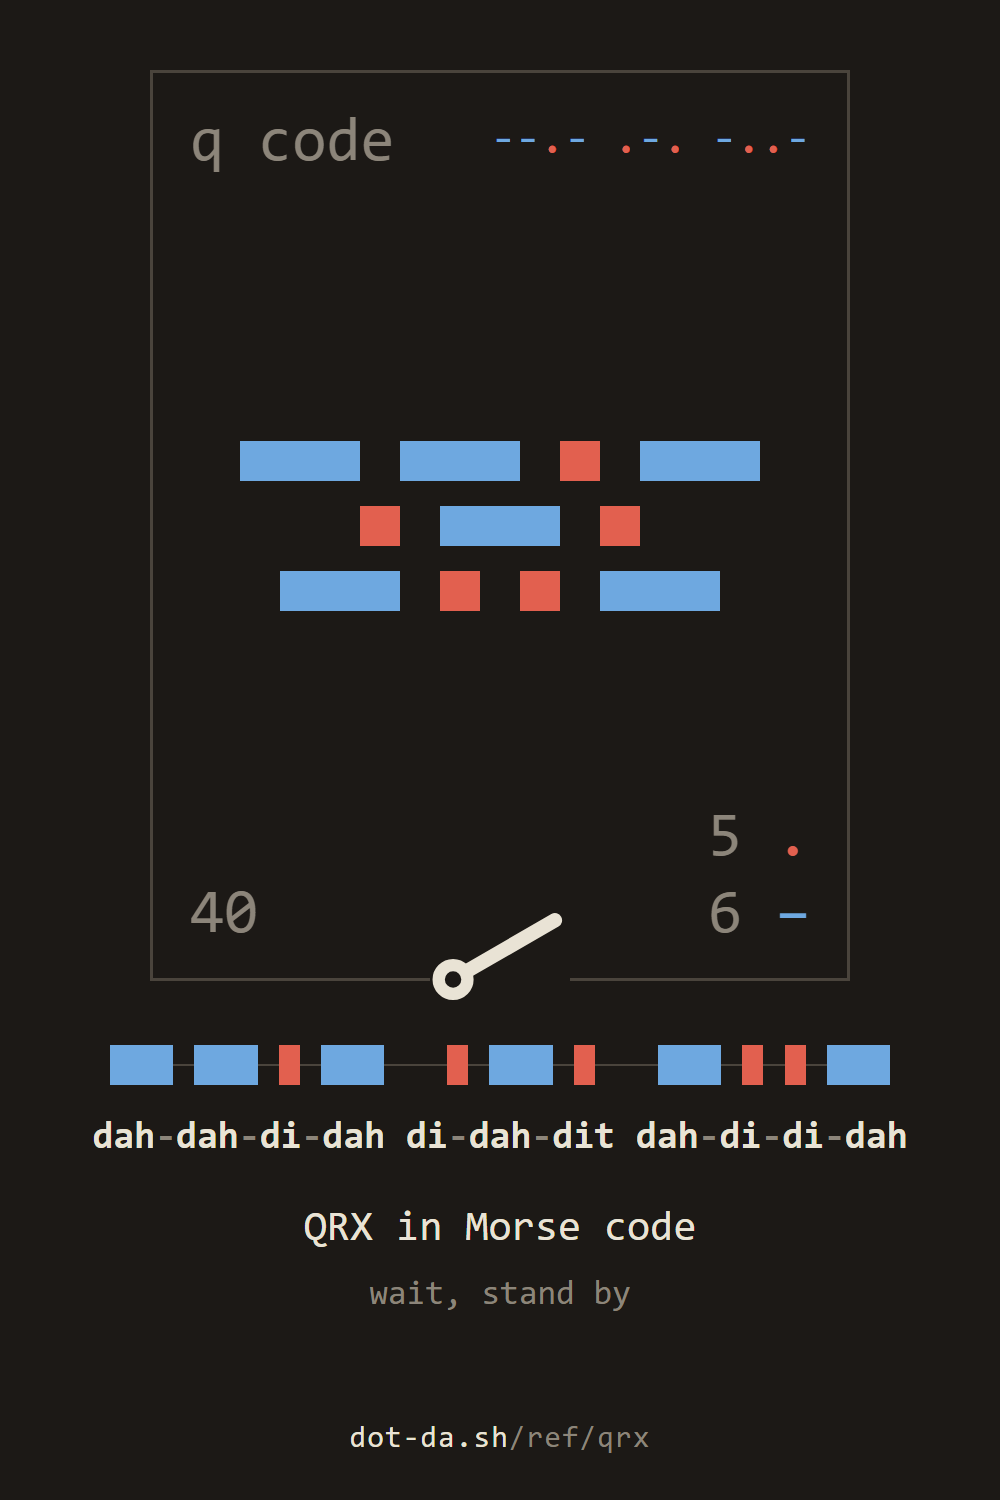 q code --.- .-. -..-
5 .
40 6 -
dah-dah-di-dah di-dah-dit dah-di-di-dah
QRX in Morse code
wait, stand by
dot-da.sh/ref/qrx